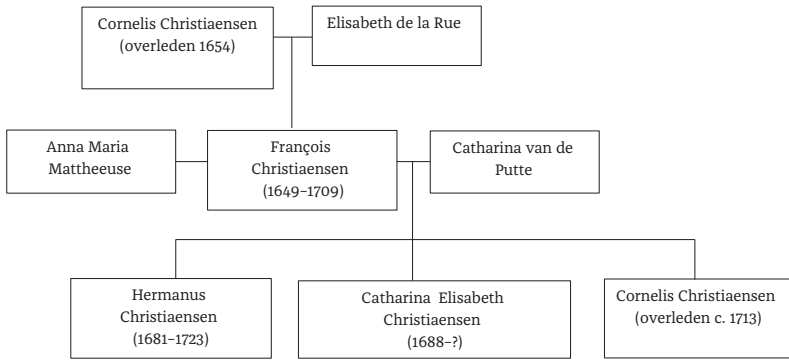 Cornelis Christiaensen
(overleden 1654)
Elisabeth de la Rue
Anna Maria
Mattheeuse
François
Christiaensen
(1649–1709)
Catharina van de
Putte
Hermanus
Christiaensen
(1681–1723)
Catharina Elisabeth
Christiaensen
(1688–?)
Cornelis Christiaensen
(overleden c. 1713)